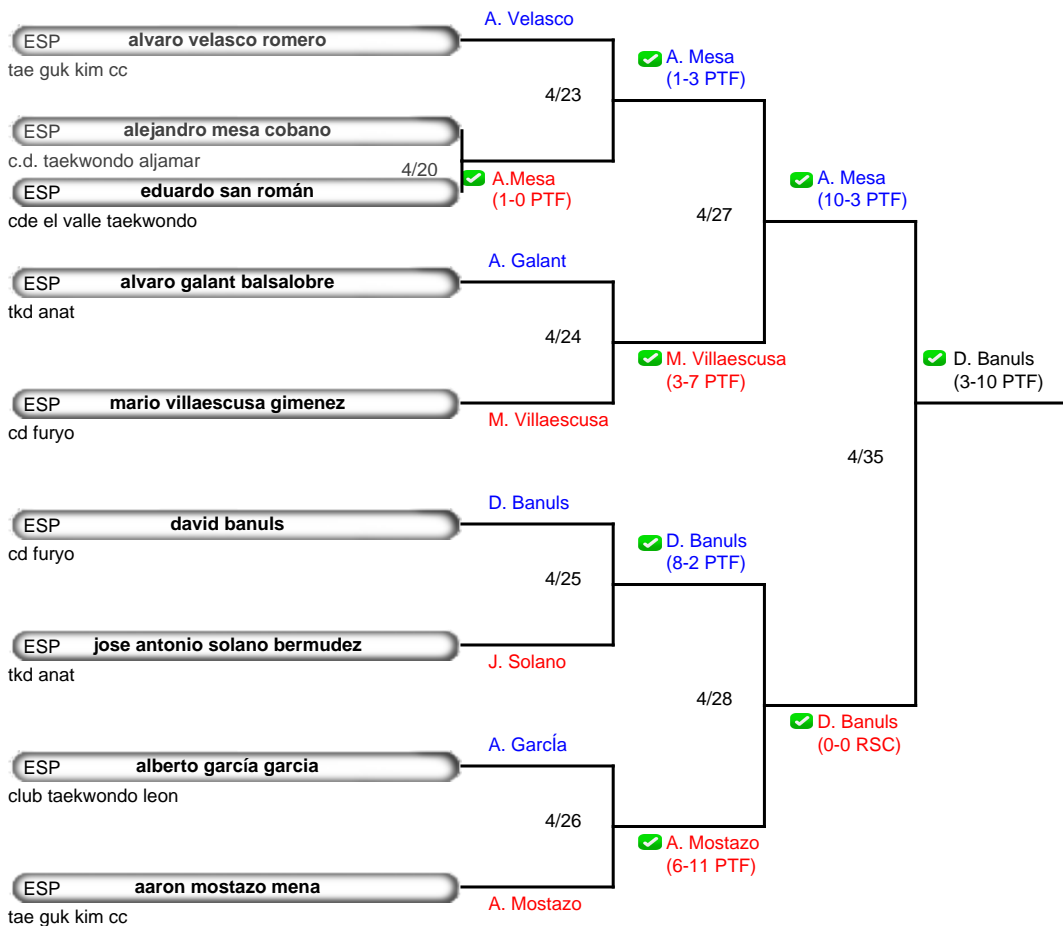 A. Velasco
ESP alvaro velasco romero
tae guk kim cc
4/23
A. Mesa
(1-3 PTF)
ESP alejandro mesa cobano
c.d. taekwondo aljamar
4/20
A.Mesa
(1-0 PTF)
ESP eduardo san román
cde el valle taekwondo
4/27
A. Mesa
(10-3 PTF)
A. Galant
ESP alvaro galant balsalobre
tkd anat
4/24
M. Villaescusa
(3-7 PTF)
ESP mario villaescusa gimenez
cd furyo
M. Villaescusa
D. Banuls
(3-10 PTF)
4/35
D. Banuls
ESP david banuls
cd furyo
4/25
D. Banuls
(8-2 PTF)
ESP jose antonio solano bermudez
tkd anat
J. Solano
4/28
D. Banuls
(0-0 RSC)
A. GarcÍa
ESP alberto garcía garcia
club taekwondo leon
4/26
A. Mostazo
(6-11 PTF)
ESP aaron mostazo mena
tae guk kim cc
A. Mostazo